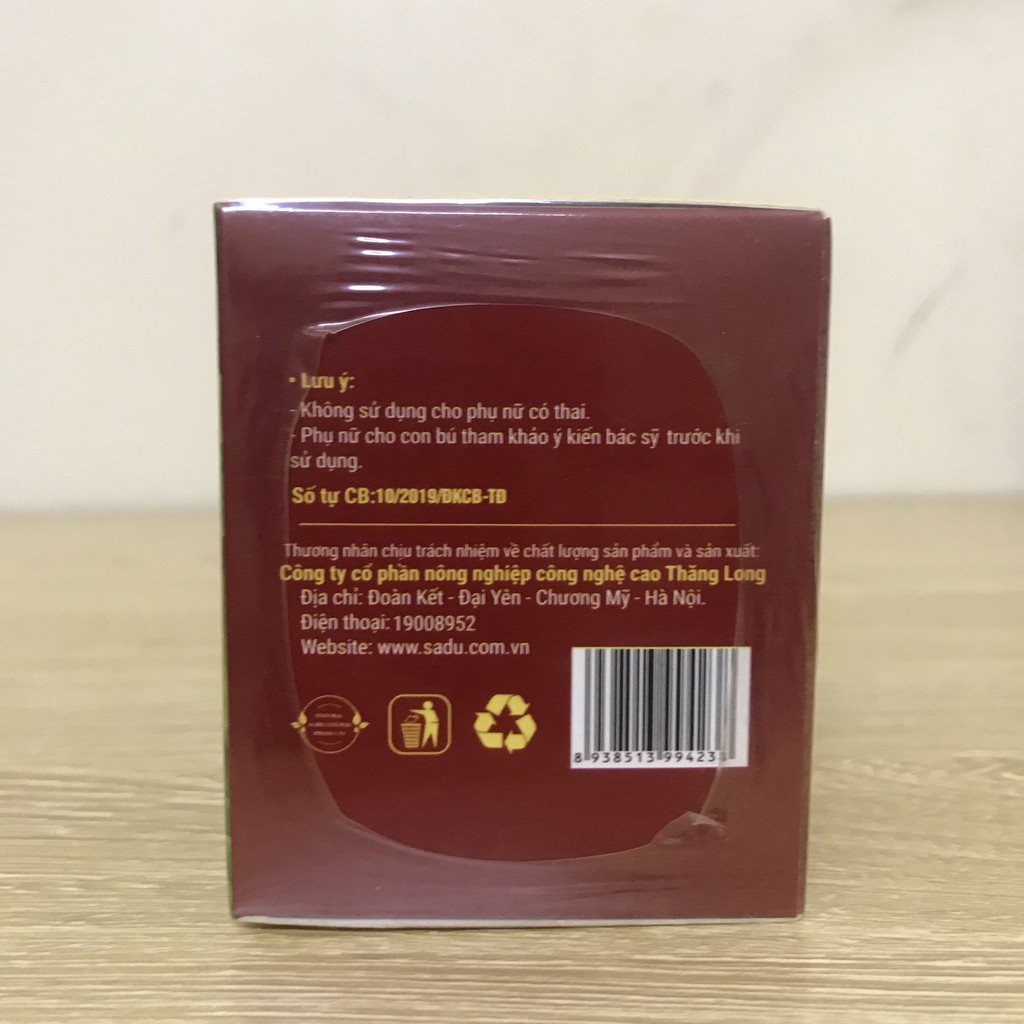 • Lưu ý:
- Không sử dụng cho phụ nữ có thai.
- Phụ nữ cho con bú tham khảo ý kiến bác sỹ trước khi
sử dụng.
Số tự CB:10/2019/ĐKCB-TĐ
Thương nhân chịu trách nhiệm về chất lượng sản phẩm và sản xuất:
Công ty cổ phần nông nghiệp công nghệ cao Thăng Long
Địa chỉ: Đoàn Kết - Đại Yên - Chương Mỹ - Hà Nội.
Điện thoại: 19008952
Website: www.sadu.com.vn
8 938513 99423